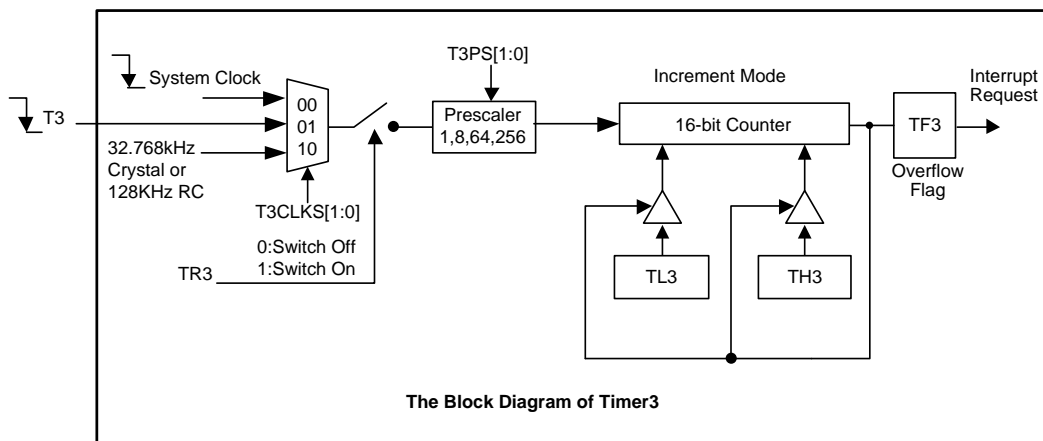 T3PS[1:0]
Increment Mode
Interrupt
Request
System Clock
T3
00
01
10
Prescaler
1,8,64,256
16-bit Counter
TF3
Overflow
Flag
32.768kHz
Crystal or
128KHz RC
T3CLKS[1:0]
0:Switch Off
1:Switch On
TR3
TL3
TH3
The Block Diagram of Timer3